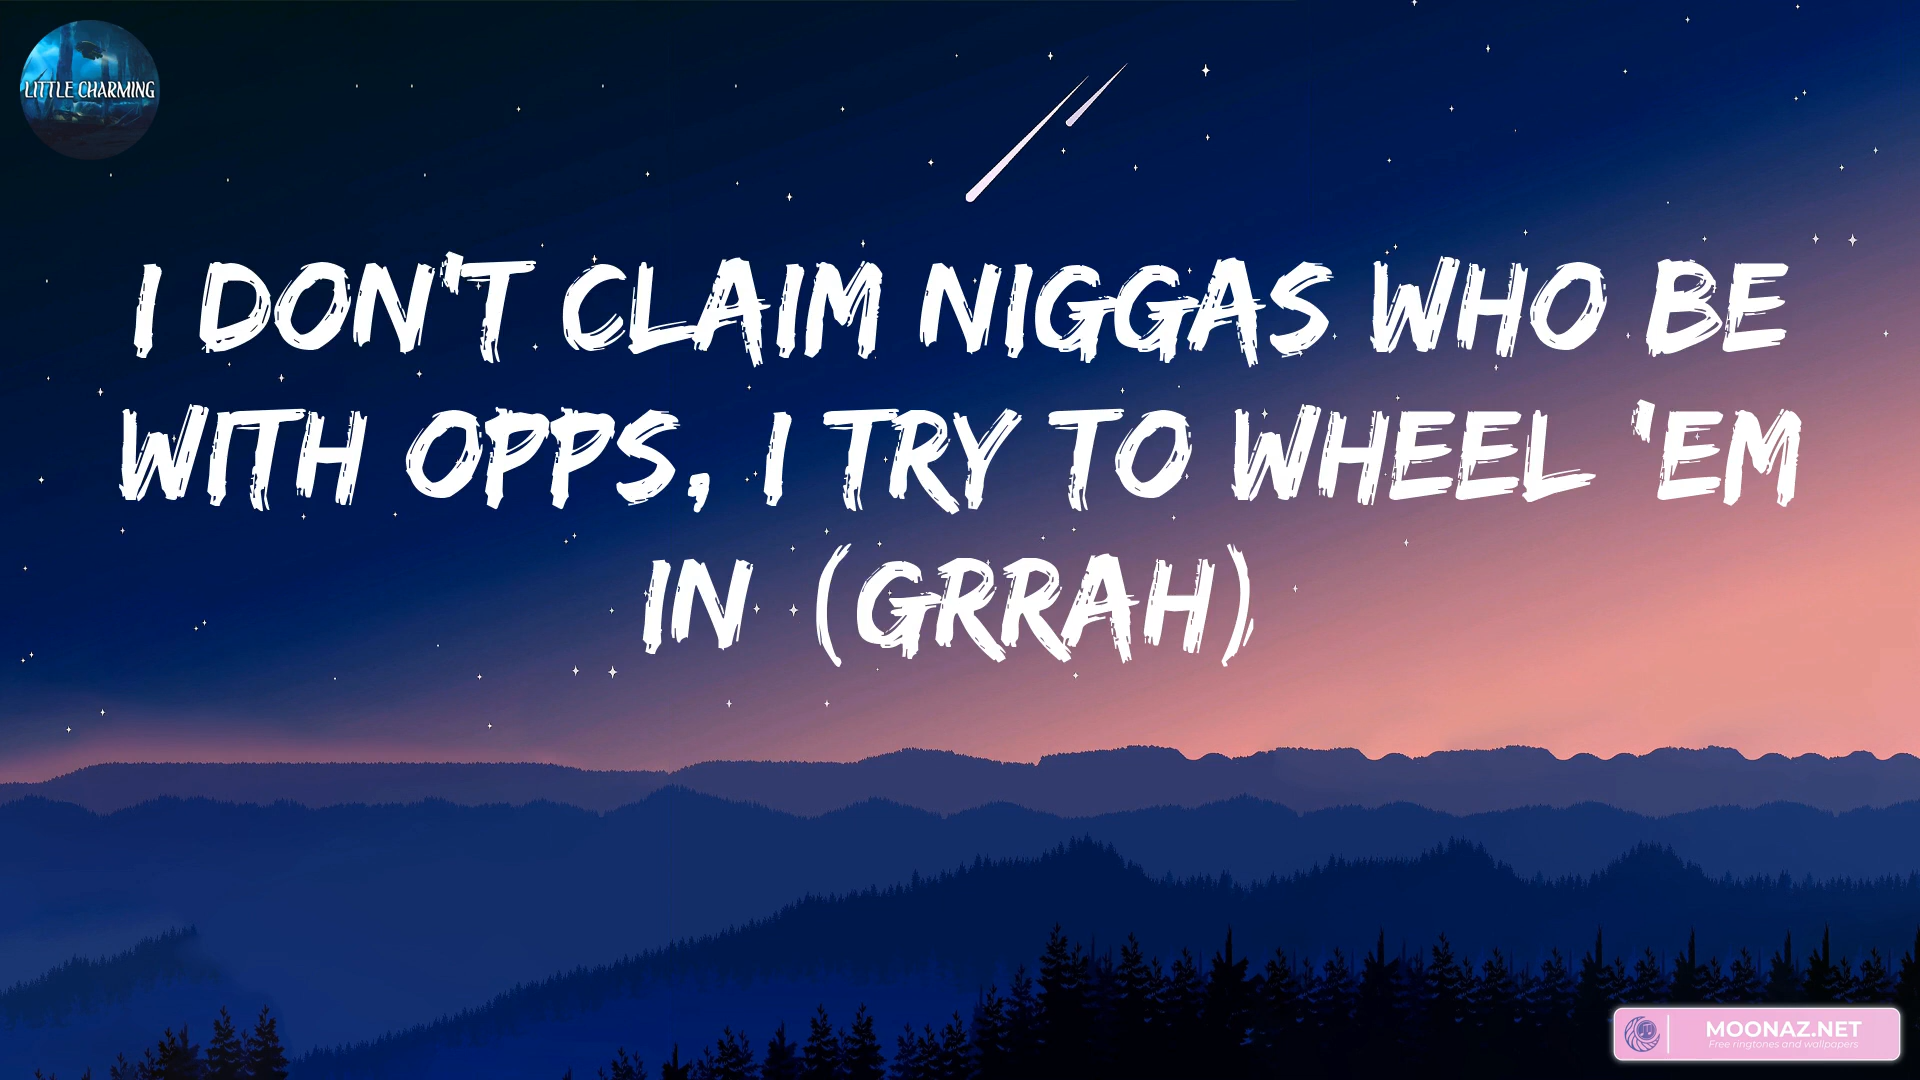 LITTLE CHARMING
I DON'T CLAIM NIGGAS WHO BE
WITH OPPS, I TRY TO WHEEL 'EM
IN (GRRAH)
MOONAZ.NET
Free ringtones and wallpapers